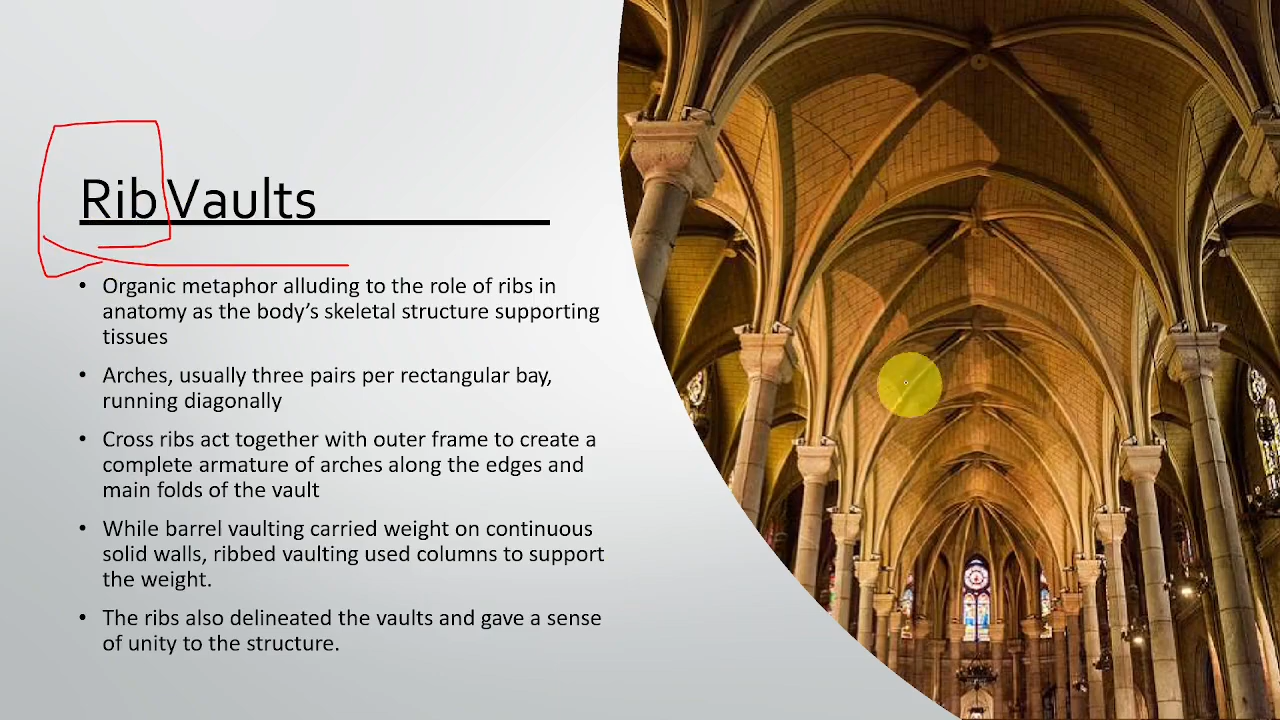 Rib Vaults
• Organic metaphor alluding to the role of ribs in
anatomy as the body’s skeletal structure supporting
tissues
• Arches, usually three pairs per rectangular bay,
running diagonally
• Cross ribs act together with outer frame to create a
complete armature of arches along the edges and
main folds of the vault
• While barrel vaulting carried weight on continuous
solid walls, ribbed vaulting used columns to support
the weight.
• The ribs also delineated the vaults and gave a sense
of unity to the structure.